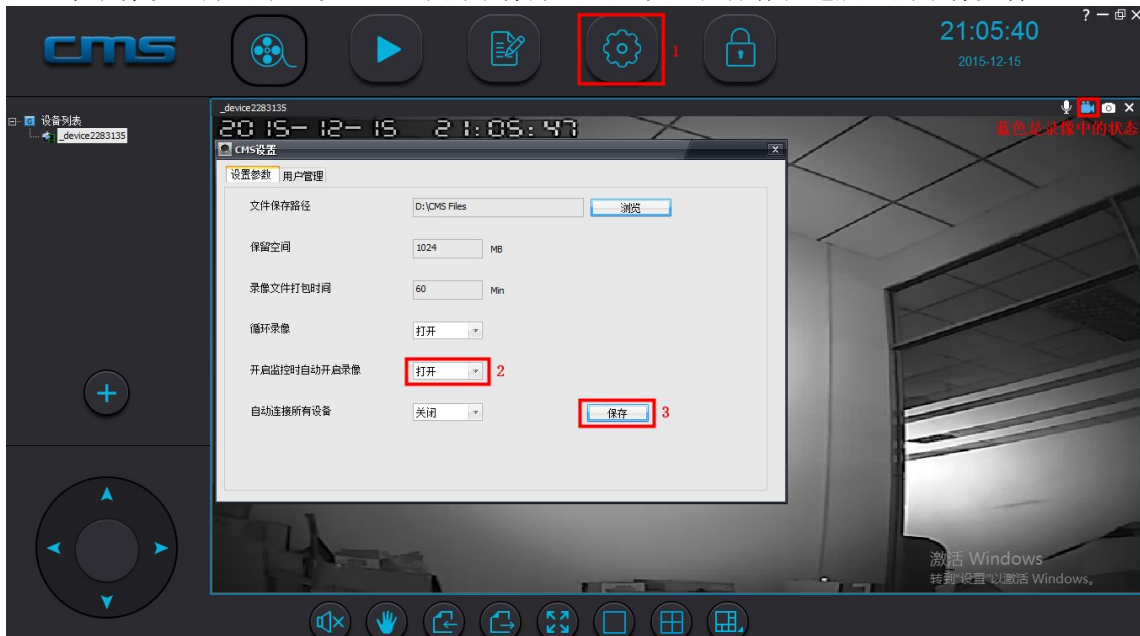 cms
1
21:05:40
2015-12-15
设备列表
_device2283135
_device2283135
蓝色是录像中的状态
2015-12-15 21:05:47
CMS设置
设置参数 用户管理
文件保存路径 D:\CMS Files 浏览
保留空间 1024 MB
录像文件打包时间 60 Min
循环录像 打开
开启监控时自动开启录像 打开 2
自动连接所有设备 关闭 保存 3
激活 Windows
转到"设置"以激活 Windows。